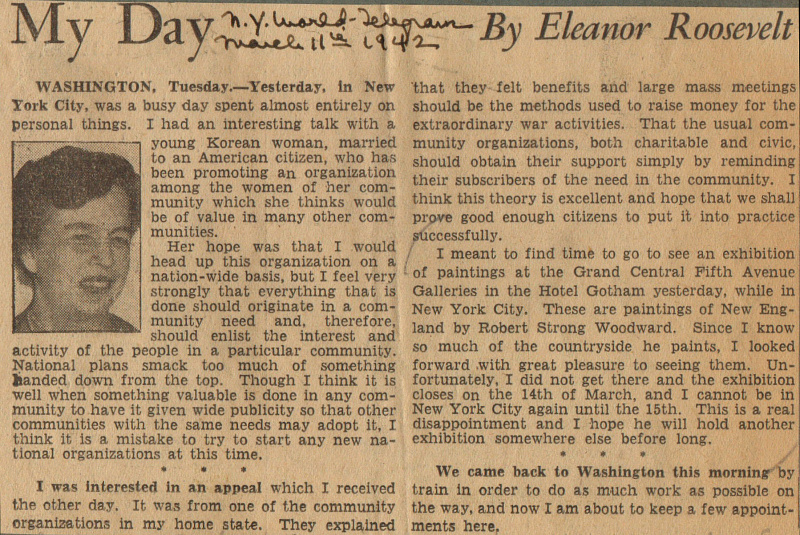 My Day
N.Y. World-Telegram
March 11th 1942
By Eleanor Roosevelt
WASHINGTON, Tuesday.—Yesterday, in New
York City, was a busy day spent almost entirely on
personal things. I had an interesting talk with a
young Korean woman, married
to an American citizen, who has
been promoting an organization
among the women of her com-
munity which she thinks would
be of value in many other com-
munities.
Her hope was that I would
head up this organization on a
nation-wide basis, but I feel very
strongly that everything that is
done should originate in a com-
munity need and, therefore,
should enlist the interest and
activity of the people in a particular community.
National plans smack too much of something
handed down from the top. Though I think it is
well when something valuable is done in any com-
munity to have it given wide publicity so that other
communities with the same needs may adopt it, I
think it is a mistake to try to start any new na-
tional organizations at this time.
* * *
I was interested in an appeal which I received
the other day. It was from one of the community
organizations in my home state. They explained
that they felt benefits and large mass meetings
should be the methods used to raise money for the
extraordinary war activities. That the usual com-
munity organizations, both charitable and civic,
should obtain their support simply by reminding
their subscribers of the need in the community. I
think this theory is excellent and hope that we shall
prove good enough citizens to put it into practice
successfully.
I meant to find time to go to see an exhibition
of paintings at the Grand Central Fifth Avenue
Galleries in the Hotel Gotham yesterday, while in
New York City. These are paintings of New Eng-
land by Robert Strong Woodward. Since I know
so much of the countryside he paints, I looked
forward with great pleasure to seeing them. Un-
fortunately, I did not get there and the exhibition
closes on the 14th of March, and I cannot be in
New York City again until the 15th. This is a real
disappointment and I hope he will hold another
exhibition somewhere else before long.
* * *
We came back to Washington this morning by
train in order to do as much work as possible on
the way, and now I am about to keep a few appoint-
ments here.